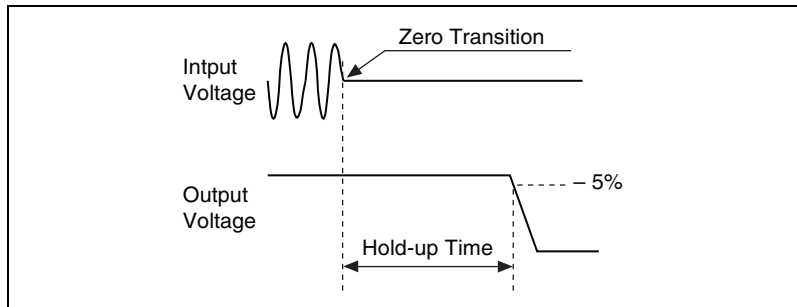 Zero Transition
Intput
Voltage
Output
Voltage
– 5%
Hold-up Time